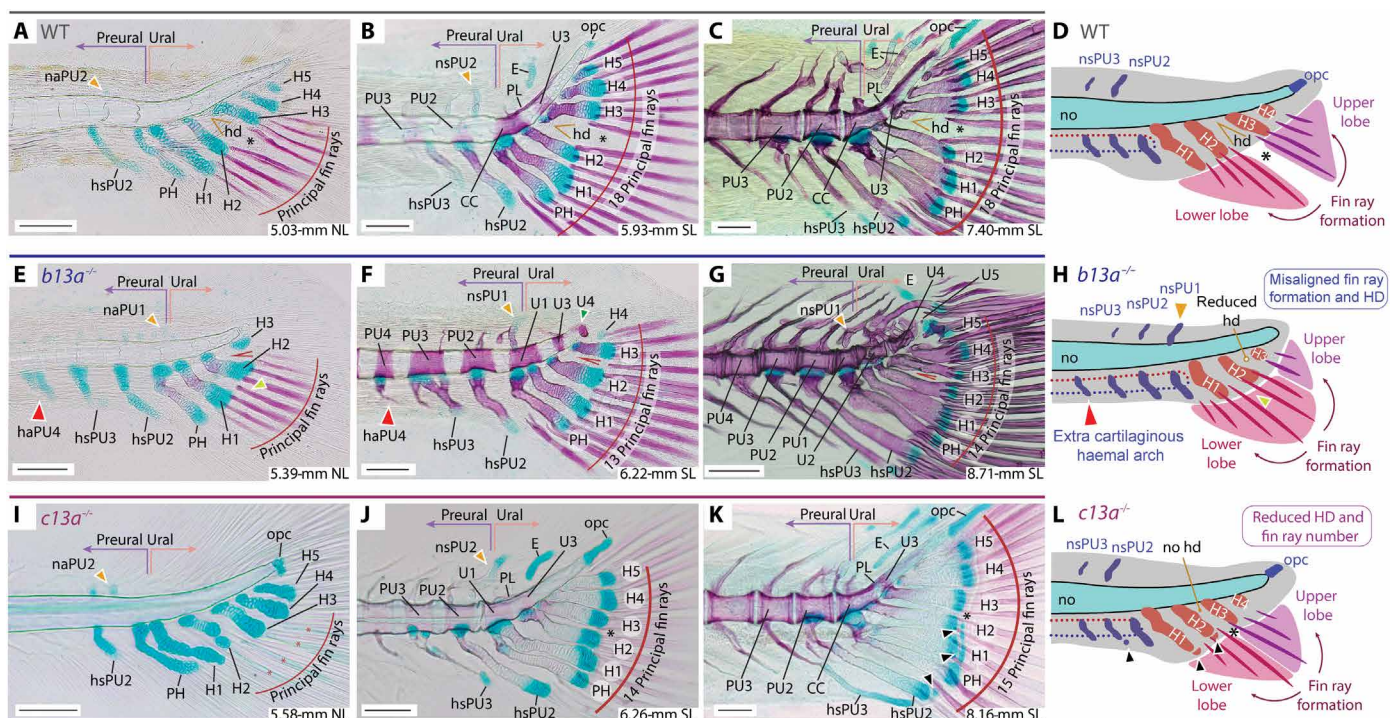 A WT
Preural Ural
naPU2
H5
H4
H3
hd
*
hsPU2
PH
H1
H2
Principal fin rays
5.03-mm NL
B
opc
Preural Ural
U3
nsPU2
E
PL
H5
H4
H3
PU3
PU2
hd
*
H2
H1
hsPU3
CC
hsPU2
PH
18 Principal fin rays
5.93-mm SL
C
opc
Preural Ural
E
H5
PL
H4
H3
hd
*
H2
PU3
PU2
U3
H1
CC
hsPU3
hsPU2
PH
18 Principal fin rays
7.40-mm SL
D WT
nsPU3
nsPU2
opc
Upper
lobe
no
H4
H3
hd
H2
H1
*
Lower lobe
Fin ray
formation
E b13a-/-
Preural Ural
naPU1
H3
H2
haPU4
hsPU3
hsPU2
PH
H1
Principal fin rays
5.39-mm NL
F
Preural Ural
nsPU1
U1
U3
U4
PU4
PU3
PU2
H4
H3
H2
H1
haPU4
hsPU3
hsPU2
PH
13 Principal fin rays
6.22-mm SL
G
E
U4
Preural Ural
U5
nsPU1
H5
H4
H3
H2
PU4
PU3
PU2
PU1
U2
H1
PH
hsPU3
hsPU2
14 Principal fin rays
8.71-mm SL
H b13a-/-
Misaligned fin ray
formation and HD
nsPU1
nsPU2
nsPU3
Reduced
hd
Upper
lobe
no
H3
H2
H1
Extra cartilaginous
haemal arch
Lower
lobe
Fin ray
formation
I c13a-/-
Preural Ural
opc
naPU2
H5
H4
H3
hsPU2
PH
H1
H2
* * * *
Principal fin rays
5.58-mm NL
J
opc
Preural Ural
nsPU2
E
U3
PL
U1
PU3
PU2
H5
H4
H3
*
H2
H1
PH
hsPU3
hsPU2
14 Principal fin rays
6.26-mm SL
K
opc
Preural Ural
E
U3
PL
H5
H4
H3
*
H2
H1
PH
PU3
PU2
CC
hsPU3
hsPU2
15 Principal fin rays
8.16-mm SL
L c13a-/-
Reduced HD and
fin ray number
nsPU3
nsPU2
no hd
opc
no
Upper
lobe
H4
H3
H2
H1
*
Lower
lobe
Fin ray
formation